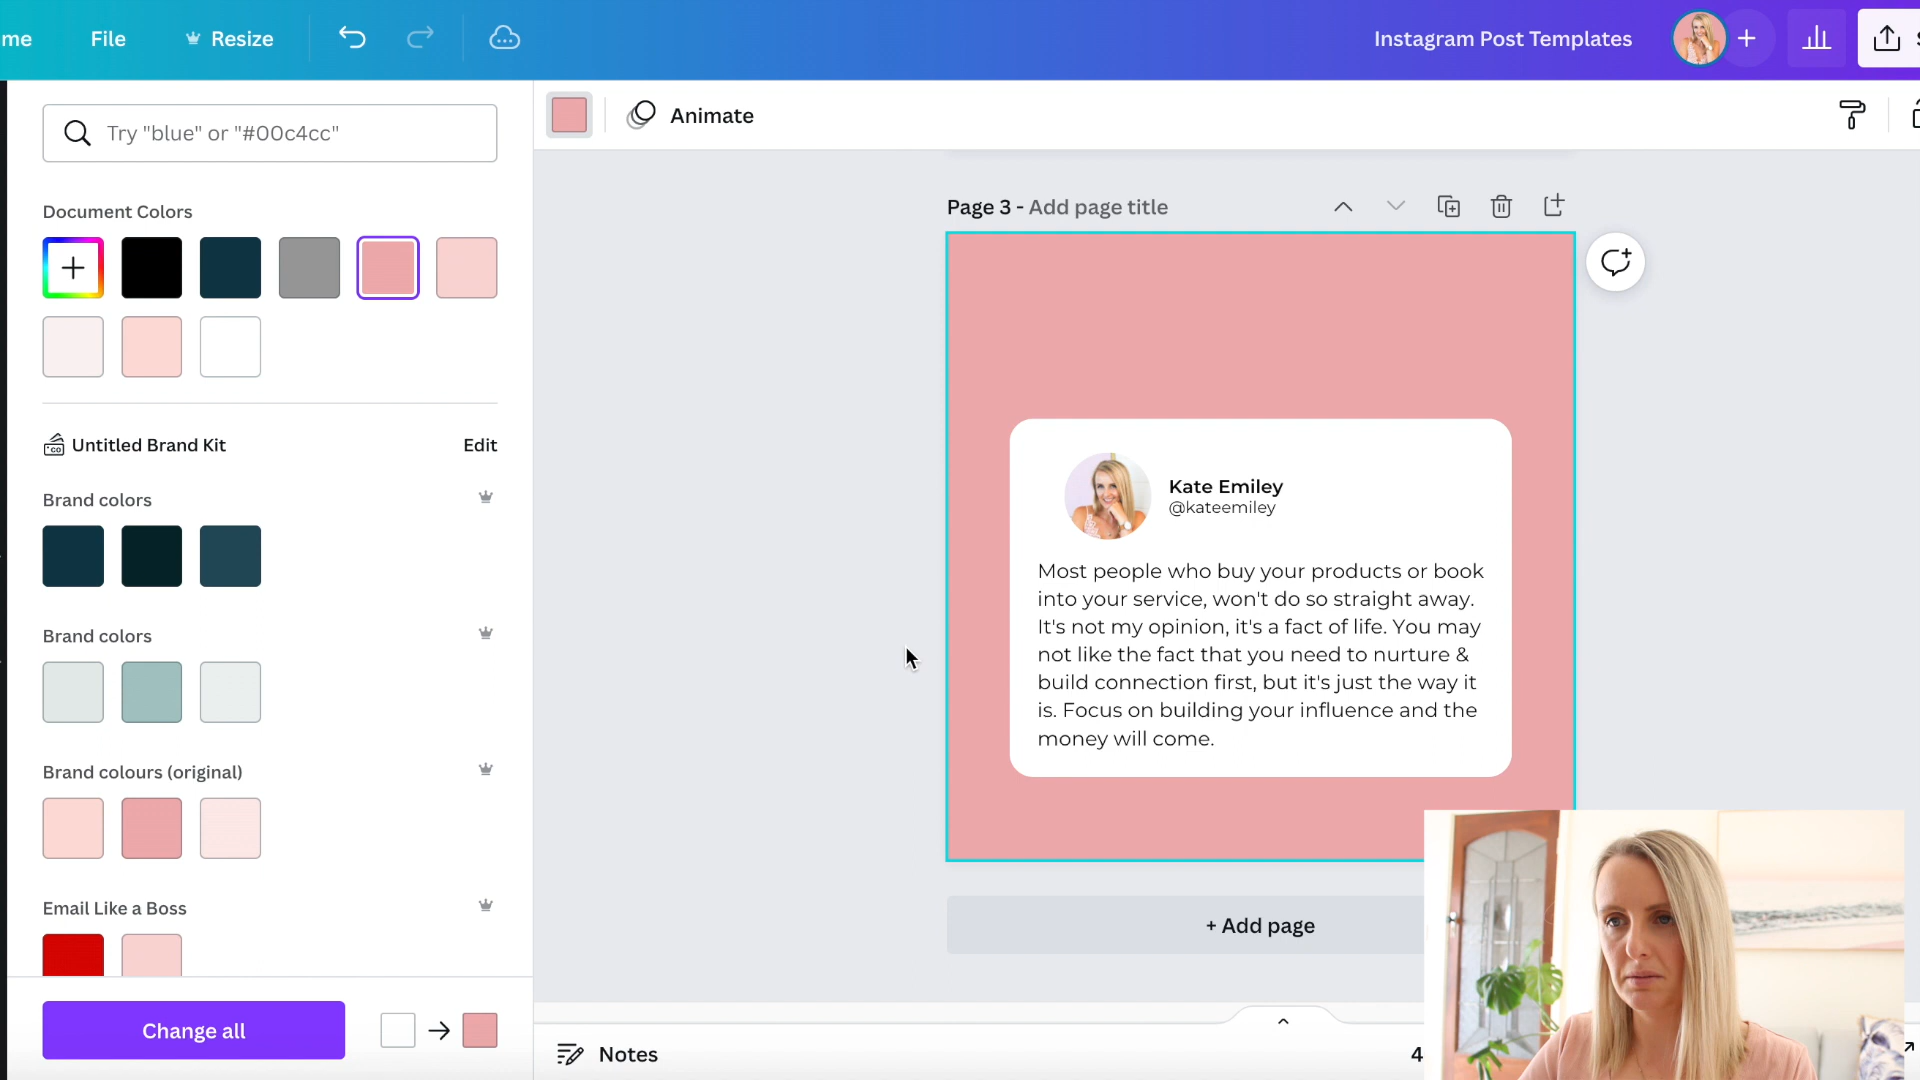 me File Resize Instagram Post Templates
Try "blue" or "#00c4cc"
Animate
Document Colors
Page 3 - Add page title
Untitled Brand Kit Edit
Brand colors
Brand colors
Brand colours (original)
Email Like a Boss
Change all
Kate Emiley
@kateemiley
Most people who buy your products or book
into your service, won't do so straight away.
It's not my opinion, it's a fact of life. You may
not like the fact that you need to nurture &
build connection first, but it's just the way it
is. Focus on building your influence and the
money will come.
+ Add page
Notes 4